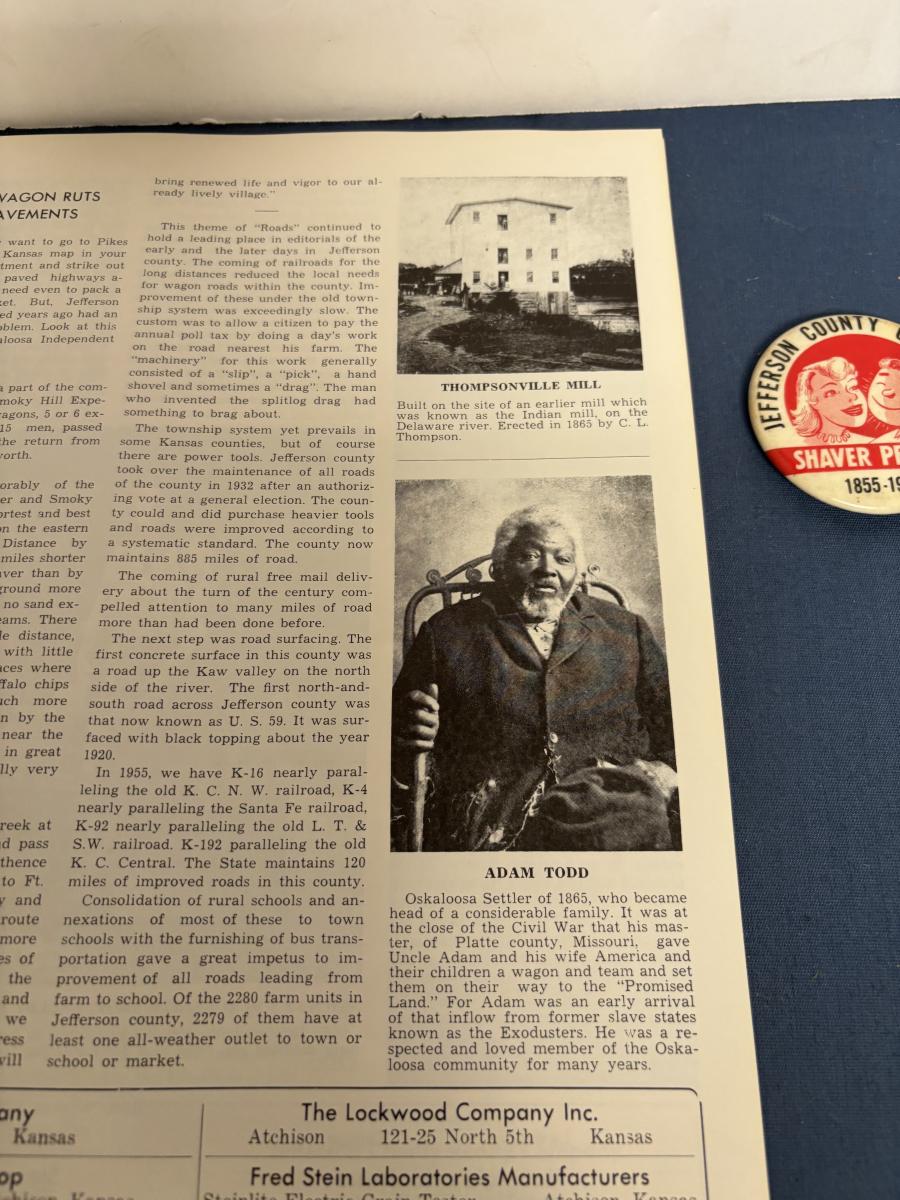 WAGON RUTS
AVEMENTS
want to go to Pikes
Kansas map in your
tment and strike out
paved highways a-
need even to pack a
ket. But, Jefferson
ed years ago had an
oblem. Look at this
aloosa Independent
a part of the com-
moky Hill Expe-
agons, 5 or 6 ex-
15 men, passed
the return from
vorth.
orably of the
er and Smoky
ortest and best
on the eastern
Distance by
miles shorter
aver than by
ground more
no sand ex-
eams. There
le distance,
with little
aces where
ffalo chips
uch more
n by the
near the
in great
lly very
reek at
d pass
thence
to Ft.
y and
route
more
es of
the
and
we
ress
will
bring renewed life and vigor to our al-
ready lively village."
This theme of "Roads" continued to
hold a leading place in editorials of the
early and the later days in Jefferson
county. The coming of railroads for the
long distances reduced the local needs
for wagon roads within the county. Im-
provement of these under the old town-
ship system was exceedingly slow. The
custom was to allow a citizen to pay the
annual poll tax by doing a day's work
on the road nearest his farm. The
"machinery" for this work generally
consisted of a "slip", a "pick", a hand
shovel and sometimes a "drag". The man
who invented the splitlog drag had
something to brag about.
The township system yet prevails in
some Kansas counties, but of course
there are power tools. Jefferson county
took over the maintenance of all roads
of the county in 1932 after an authoriz-
ing vote at a general election. The coun-
ty could and did purchase heavier tools
and roads were improved according to
a systematic standard. The county now
maintains 885 miles of road.
The coming of rural free mail deliv-
ery about the turn of the century com-
pelled attention to many miles of road
more than had been done before.
The next step was road surfacing. The
first concrete surface in this county was
a road up the Kaw valley on the north
side of the river. The first north-and-
south road across Jefferson county was
that now known as U. S. 59. It was sur-
faced with black topping about the year
1920.
In 1955, we have K-16 nearly paral-
leling the old K. C. N. W. railroad, K-4
nearly paralleling the Santa Fe railroad,
K-92 nearly paralleling the old L. T. &
S.W. railroad. K-192 paralleling the old
K. C. Central. The State maintains 120
miles of improved roads in this county.
Consolidation of rural schools and an-
nexations of most of these to town
schools with the furnishing of bus trans-
portation gave a great impetus to im-
provement of all roads leading from
farm to school. Of the 2280 farm units in
Jefferson county, 2279 of them have at
least one all-weather outlet to town or
school or market.
THOMPSONVILLE MILL
Built on the site of an earlier mill which
was known as the Indian mill, on the
Delaware river. Erected in 1865 by C. L.
Thompson.
ADAM TODD
Oskaloosa Settler of 1865, who became
head of a considerable family. It was at
the close of the Civil War that his mas-
ter, of Platte county, Missouri, gave
Uncle Adam and his wife America and
their children a wagon and team and set
them on their way to the "Promised
Land." For Adam was an early arrival
of that inflow from former slave states
known as the Exodusters. He was a re-
spected and loved member of the Oska-
loosa community for many years.
any
Kansas
The Lockwood Company Inc.
Atchison 121-25 North 5th Kansas
op
Atchison, Kansas
Fred Stein Laboratories Manufacturers
Steinlite Electric Grain Tester Atchison, Kansas
JEFFERSON COUNTY
SHAVER PE
1855-19